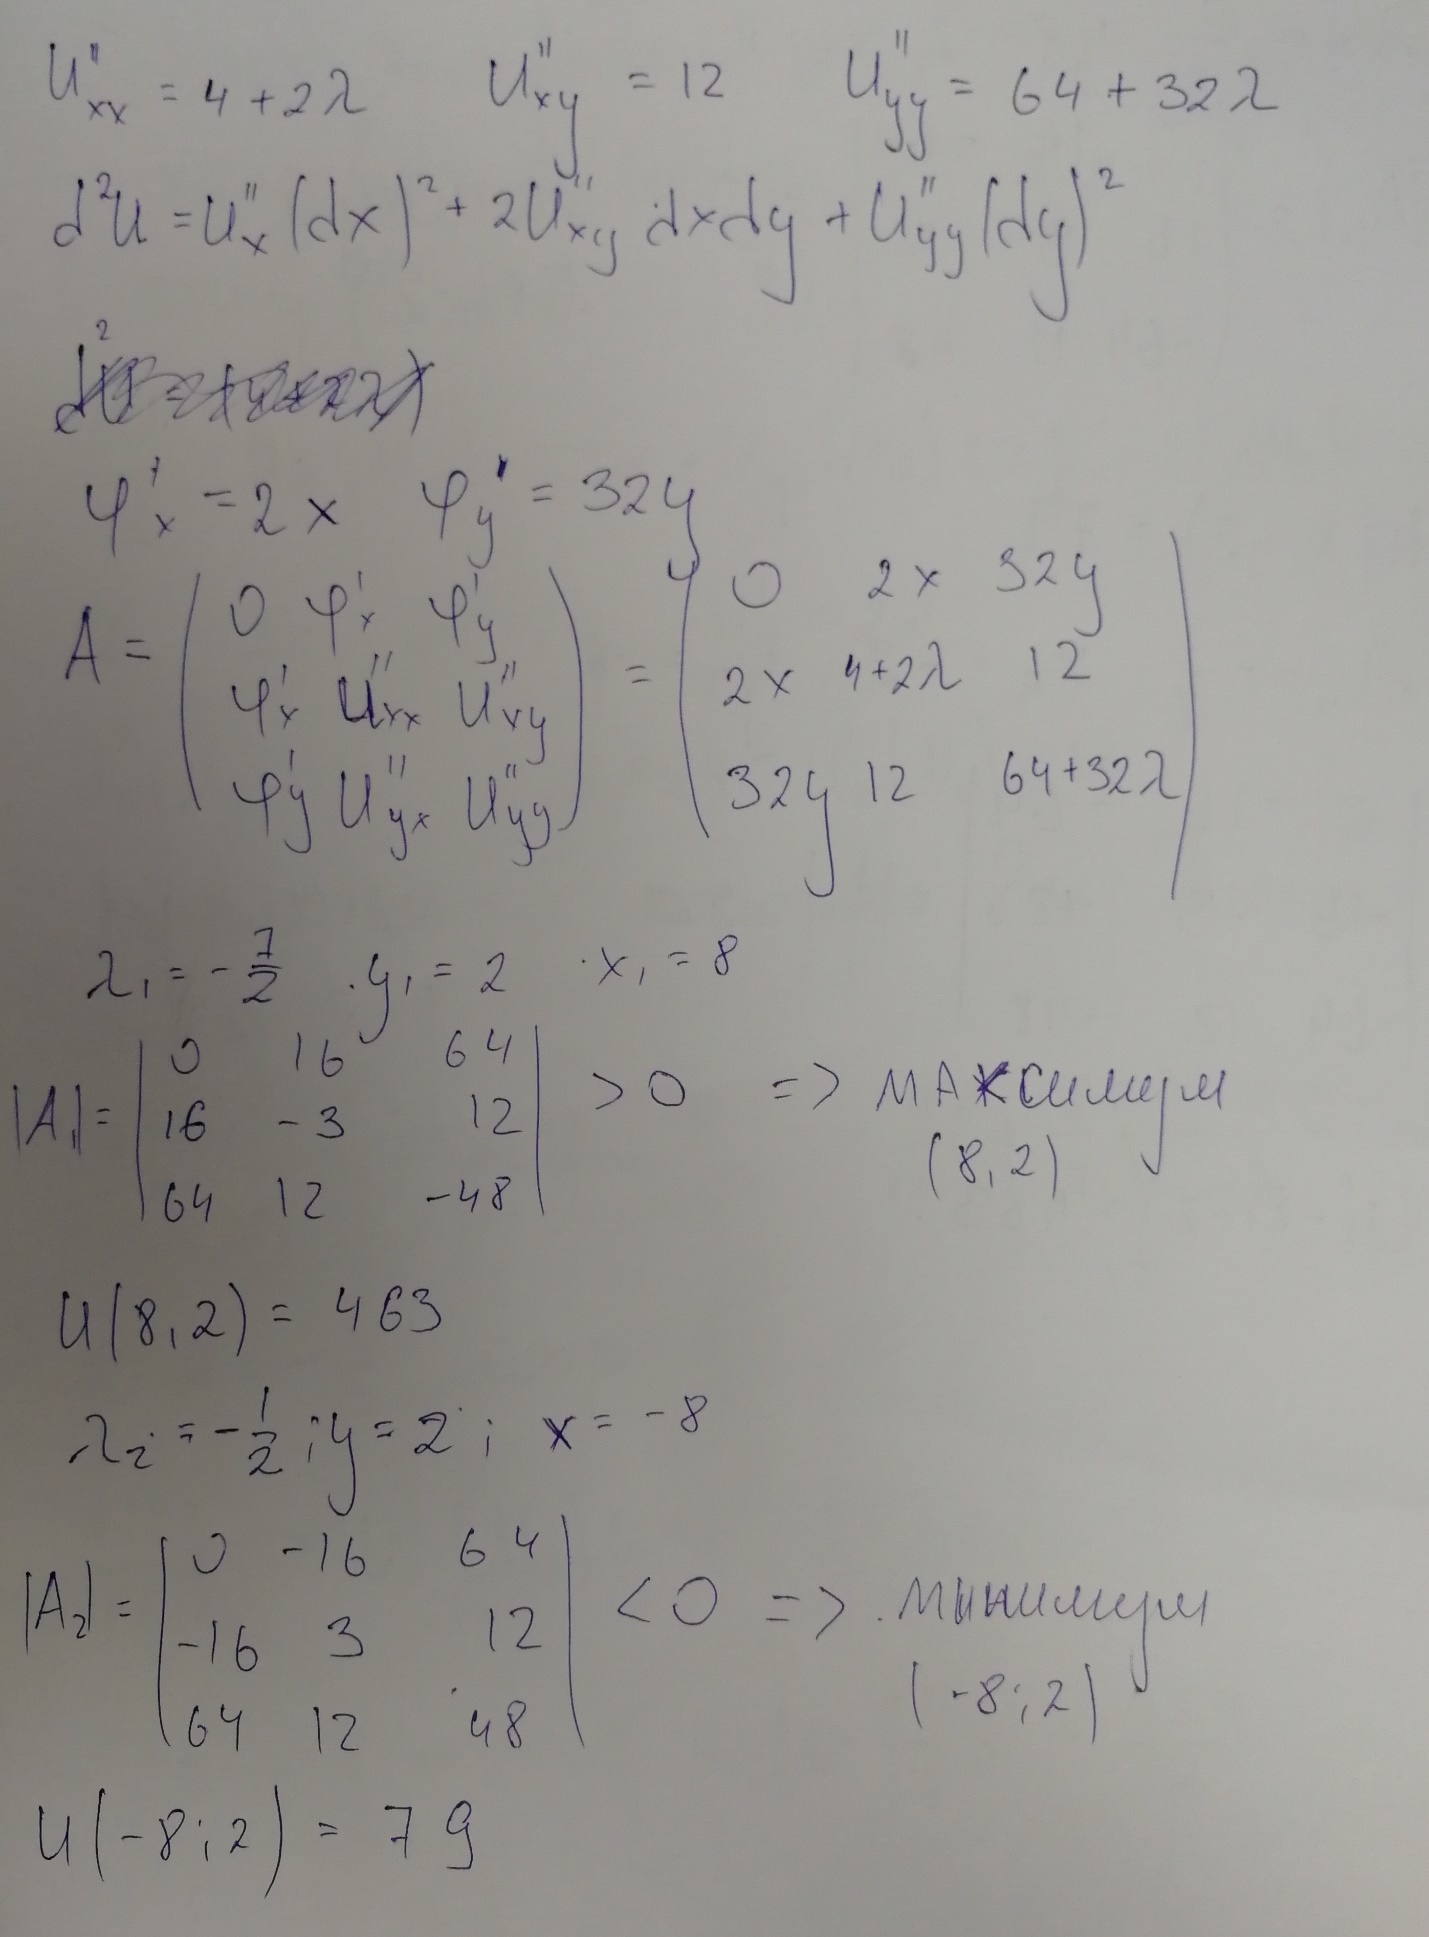 U''xx = 4 + 2λ U''xy = 12 U''yy = 64 + 32λ
d²U = U''x (dx)² + 2U''xy dxdy + U''yy (dy)²
φ'x = 2x φy' = 32y
A = ( 0 φ'x φ'y ) = ( 0 2x 32y )
φ'x U''xx U''xy 2x 4+2λ 12
φ'y U''yx U''yy 32y 12 64+32λ
λ₁ = -7/2 . y₁ = 2 . x₁ = 8
|A₁| = | 0 16 64 | > 0 => максимум
16 -3 12 (8, 2)
64 12 -48
U(8, 2) = 463
λ₂ = -1/2 ; y = 2 ; x = -8
|A₂| = | 0 -16 64 | < 0 => минимум
-16 3 12 (-8; 2)
64 12 48
U(-8; 2) = 79